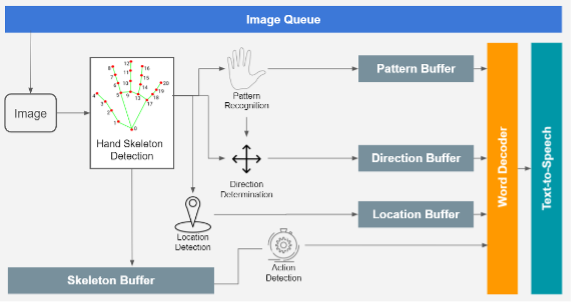 Image Queue
Image
12
8
11
16
7
15
20
6
10
14
19
4
5
9
13
18
3
17
2
1
0
Hand Skeleton
Detection
Pattern
Recognition
Pattern Buffer
Direction
Determination
Direction Buffer
Location
Detection
Location Buffer
Skeleton Buffer
Action
Detection
Word Decoder
Text-to-Speech